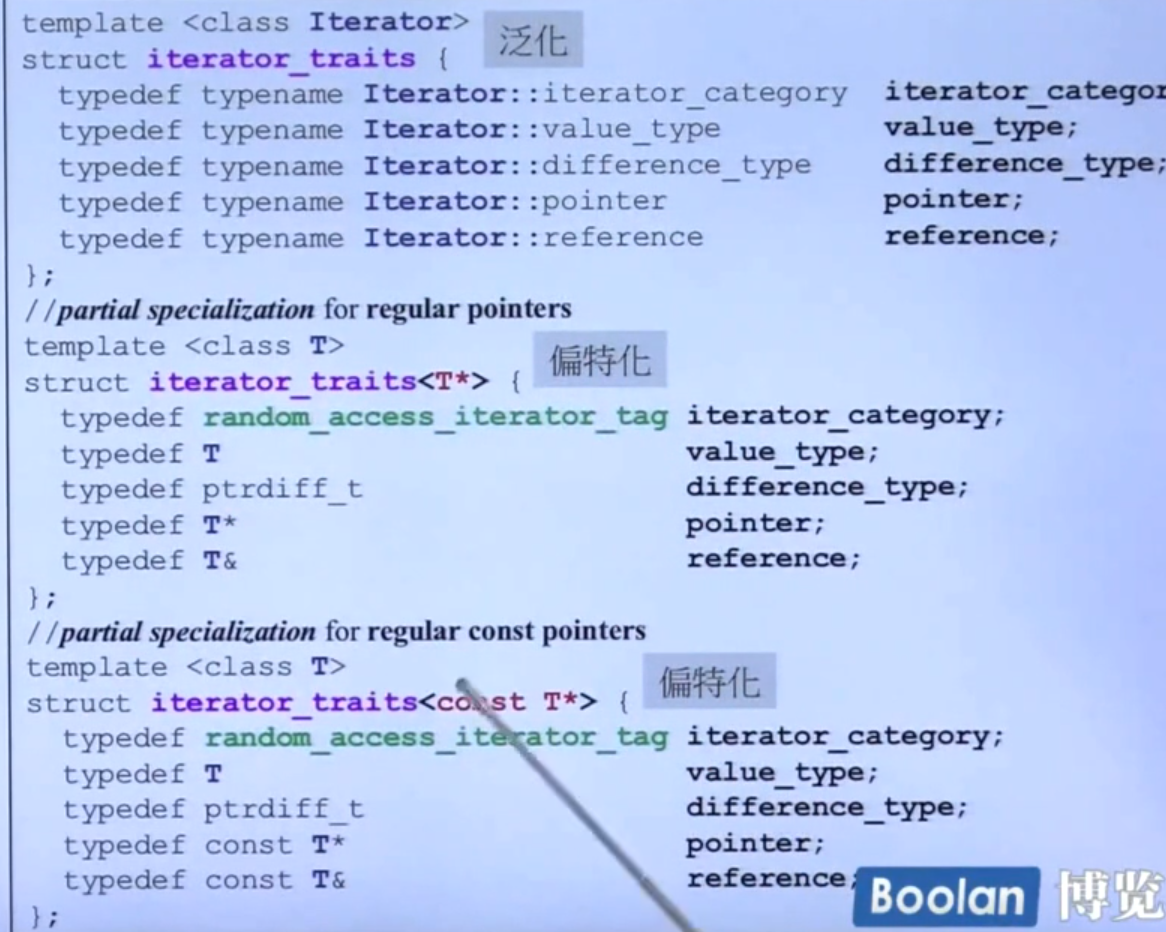 template <class Iterator>
struct iterator_traits { 泛化
typedef typename Iterator::iterator_category iterator_categor
typedef typename Iterator::value_type value_type;
typedef typename Iterator::difference_type difference_type;
typedef typename Iterator::pointer pointer;
typedef typename Iterator::reference reference;
};
//partial specialization for regular pointers
template <class T>
struct iterator_traits<T*> { 偏特化
typedef random_access_iterator_tag iterator_category;
typedef T value_type;
typedef ptrdiff_t difference_type;
typedef T* pointer;
typedef T& reference;
};
//partial specialization for regular const pointers
template <class T>
struct iterator_traits<const T*> { 偏特化
typedef random_access_iterator_tag iterator_category;
typedef T value_type;
typedef ptrdiff_t difference_type;
typedef const T* pointer;
typedef const T& reference;
};
Boolan 博览